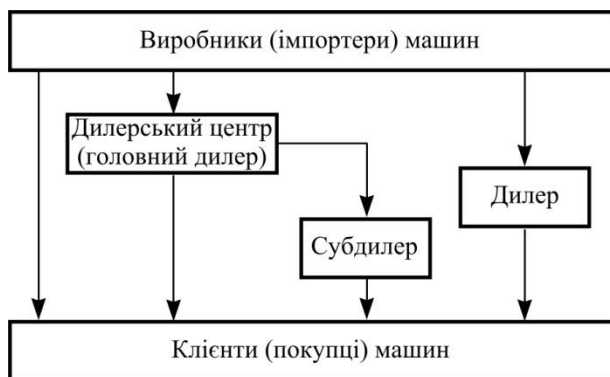 Виробники (імпортери) машин
Дилерський центр
(головний дилер)
Дилер
Субдилер
Клієнти (покупці) машин